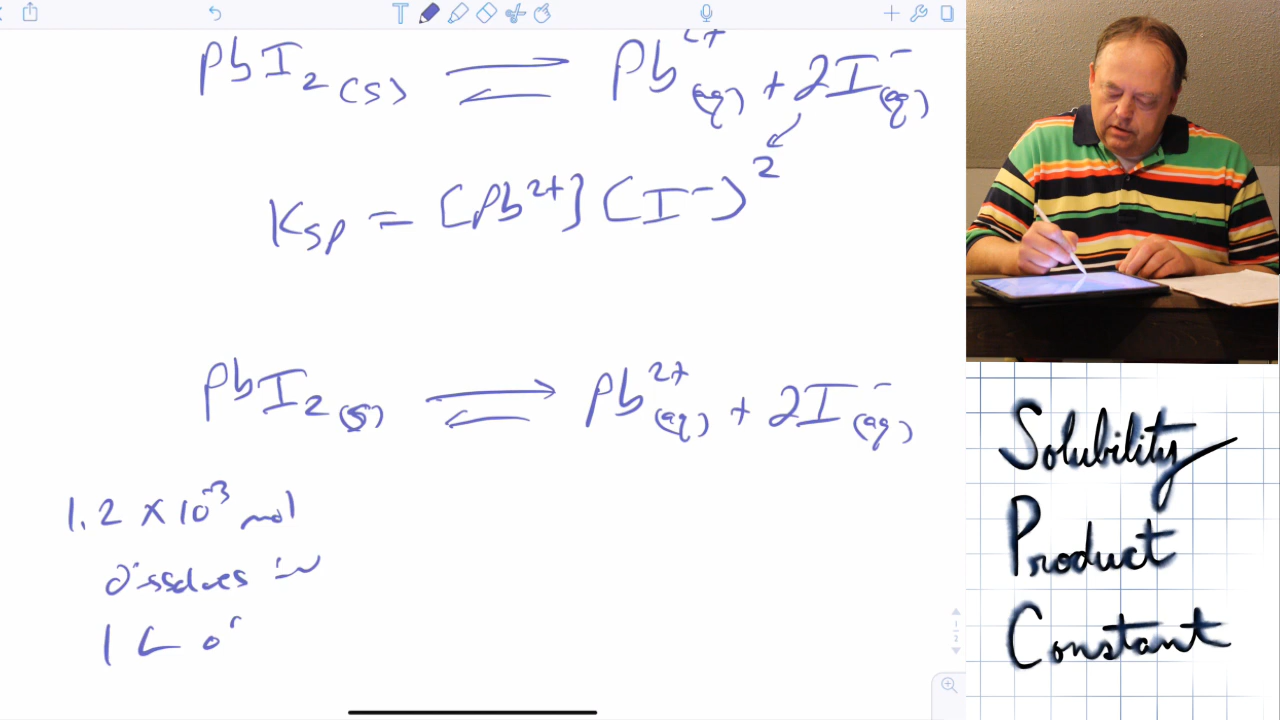 PbI₂(s) ⇌ Pb²⁺(aq) + 2I⁻(aq)
Ksp = [Pb²⁺] (I⁻)²
PbI₂(s) ⇌ Pb²⁺(aq) + 2I⁻(aq)
1.2 × 10⁻³ mol
dissolves in
1 L o
Solubility
Product
Constant